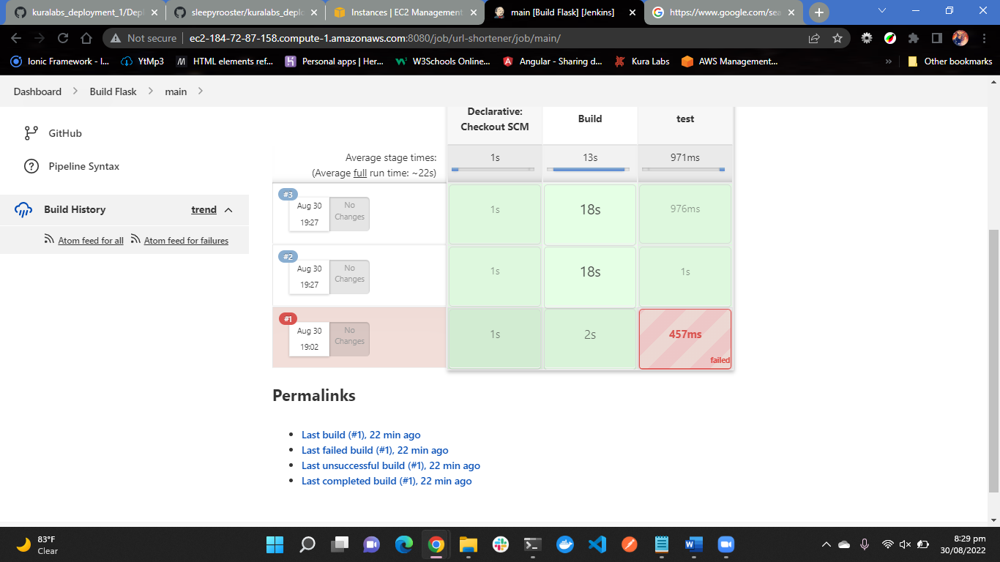 kuralabs_deployment_1/Depl
sleepyrooster/kuralabs_deplo
Instances | EC2 Management
main [Build Flask] [Jenkins]
https://www.google.com/sea
Not secure
ec2-184-72-87-158.compute-1.amazonaws.com:8080/job/url-shortener/job/main/
Ionic Framework - I...
YtMp3
HTML elements ref...
Personal apps | Her...
W3Schools Online...
Angular - Sharing d...
Kura Labs
AWS Management...
»
Other bookmarks
Dashboard
Build Flask
main
GitHub
Pipeline Syntax
Build History
trend
Atom feed for all
Atom feed for failures
Declarative:
Checkout SCM
Build
test
Average stage times:
(Average full run time: ~22s)
1s
13s
971ms
#3
Aug 30
19:27
No
Changes
1s
18s
976ms
#2
Aug 30
19:27
No
Changes
1s
18s
1s
#1
Aug 30
19:02
No
Changes
1s
2s
457ms
failed
Permalinks
Last build (#1), 22 min ago
Last failed build (#1), 22 min ago
Last unsuccessful build (#1), 22 min ago
Last completed build (#1), 22 min ago
83°F
Clear
8:29 pm
30/08/2022